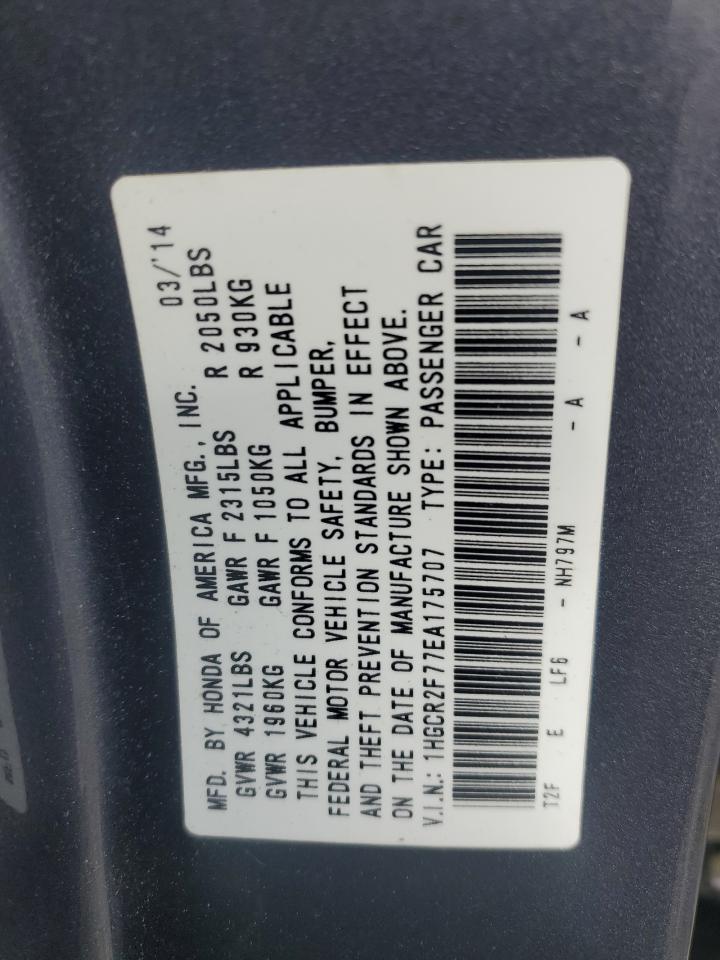 MFD. BY HONDA OF AMERICA MFG., INC. 03/'14
GVWR 4321LBS GAWR F 2315LBS R 2050LBS
GVWR 1960KG GAWR F 1050KG R 930KG
THIS VEHICLE CONFORMS TO ALL APPLICABLE
FEDERAL MOTOR VEHICLE SAFETY, BUMPER,
AND THEFT PREVENTION STANDARDS IN EFFECT
ON THE DATE OF MANUFACTURE SHOWN ABOVE.
V.I.N.: 1HGCR2F77EA175707 TYPE: PASSENGER CAR
T2F E LF6 - NH797M - A - A